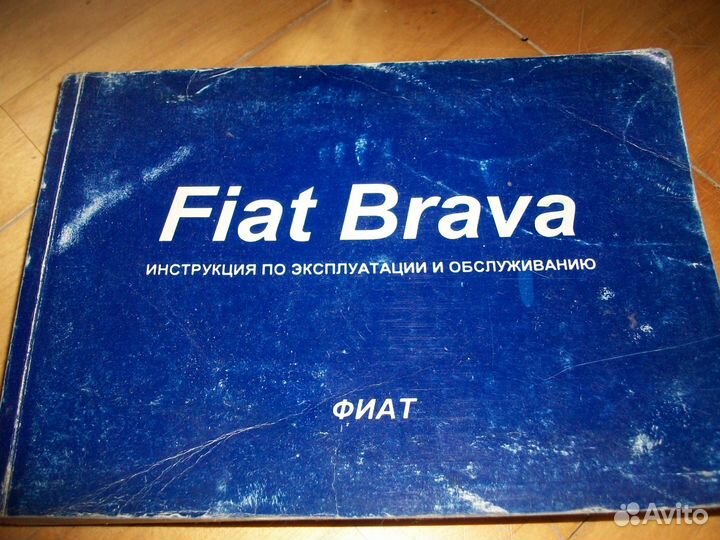 Fiat Brava
ИНСТРУКЦИЯ ПО ЭКСПЛУАТАЦИИ И ОБСЛУЖИВАНИЮ
ФИАТ
Avito